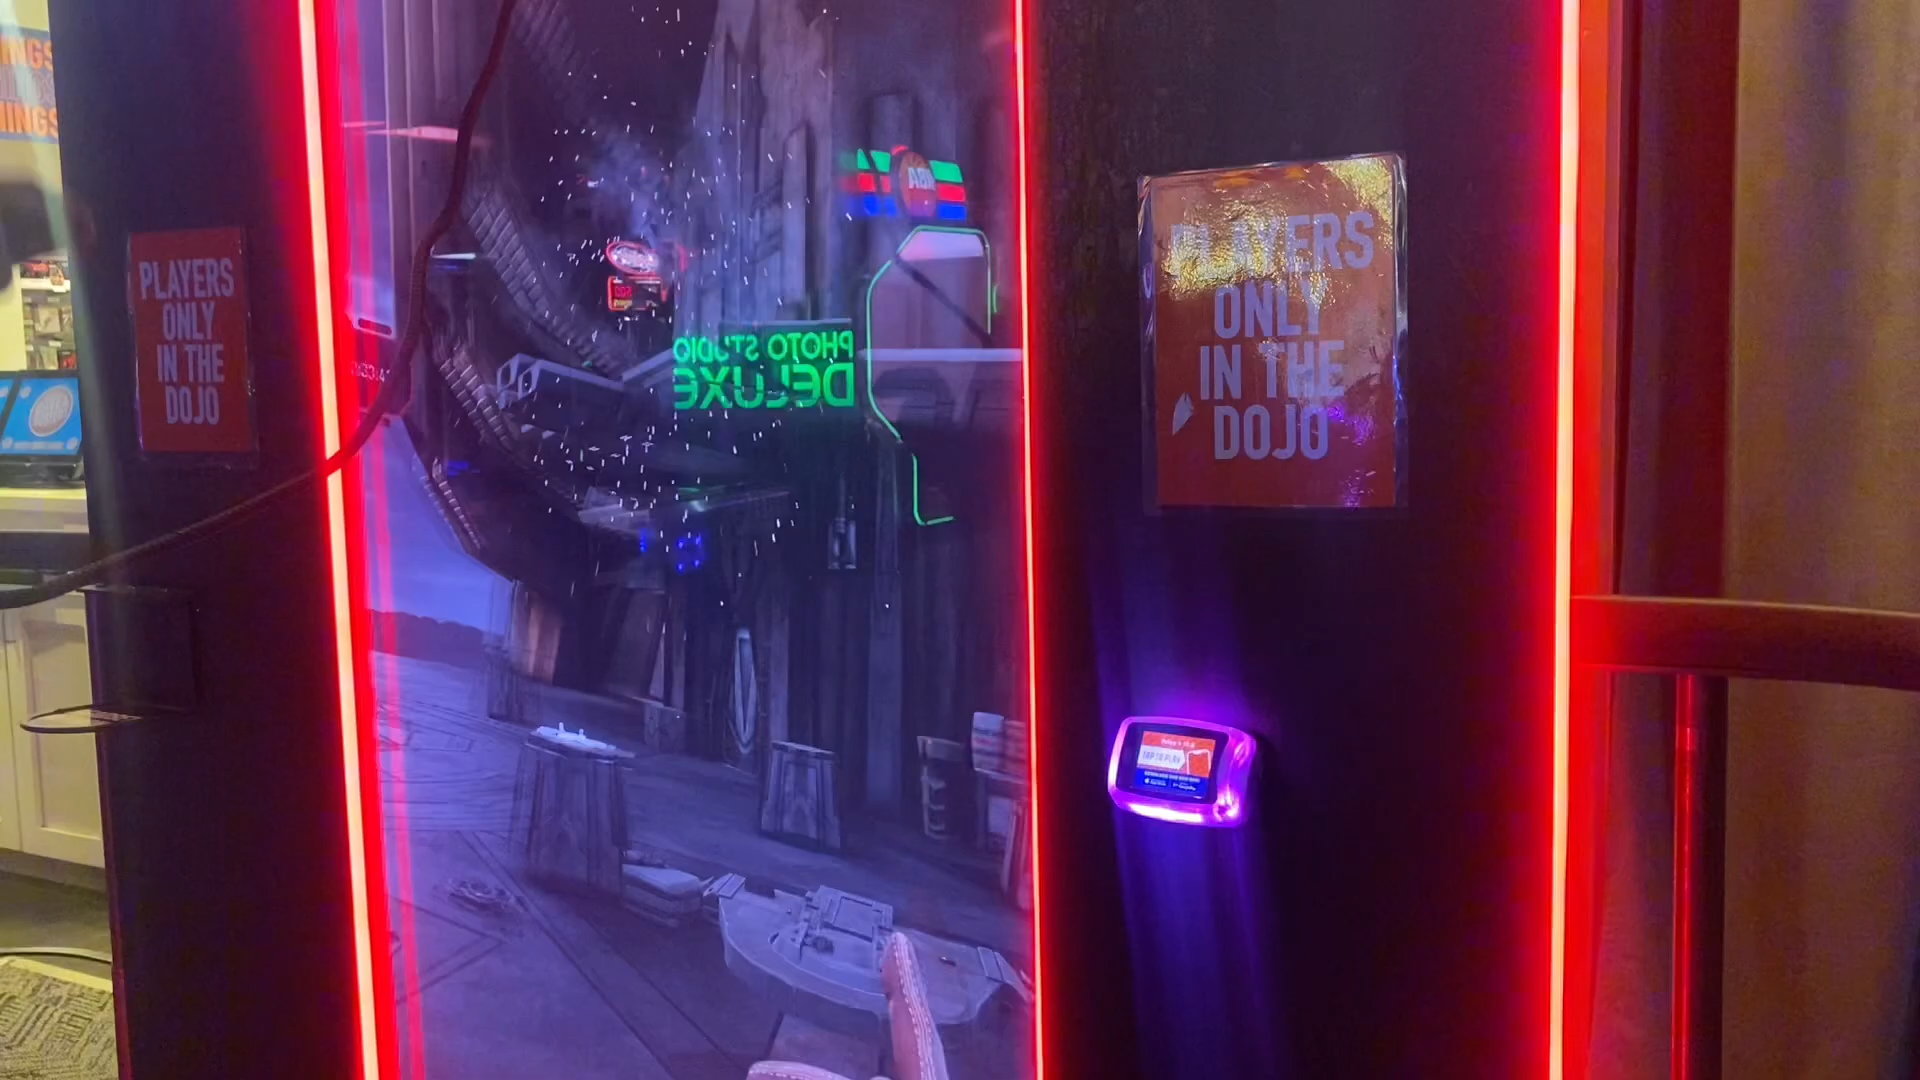 PLAYERS
ONLY
IN THE
DOJO
PHOTO STUDIO
DELUXE
PLAYERS
ONLY
IN THE
DOJO
TAP TO PLAY